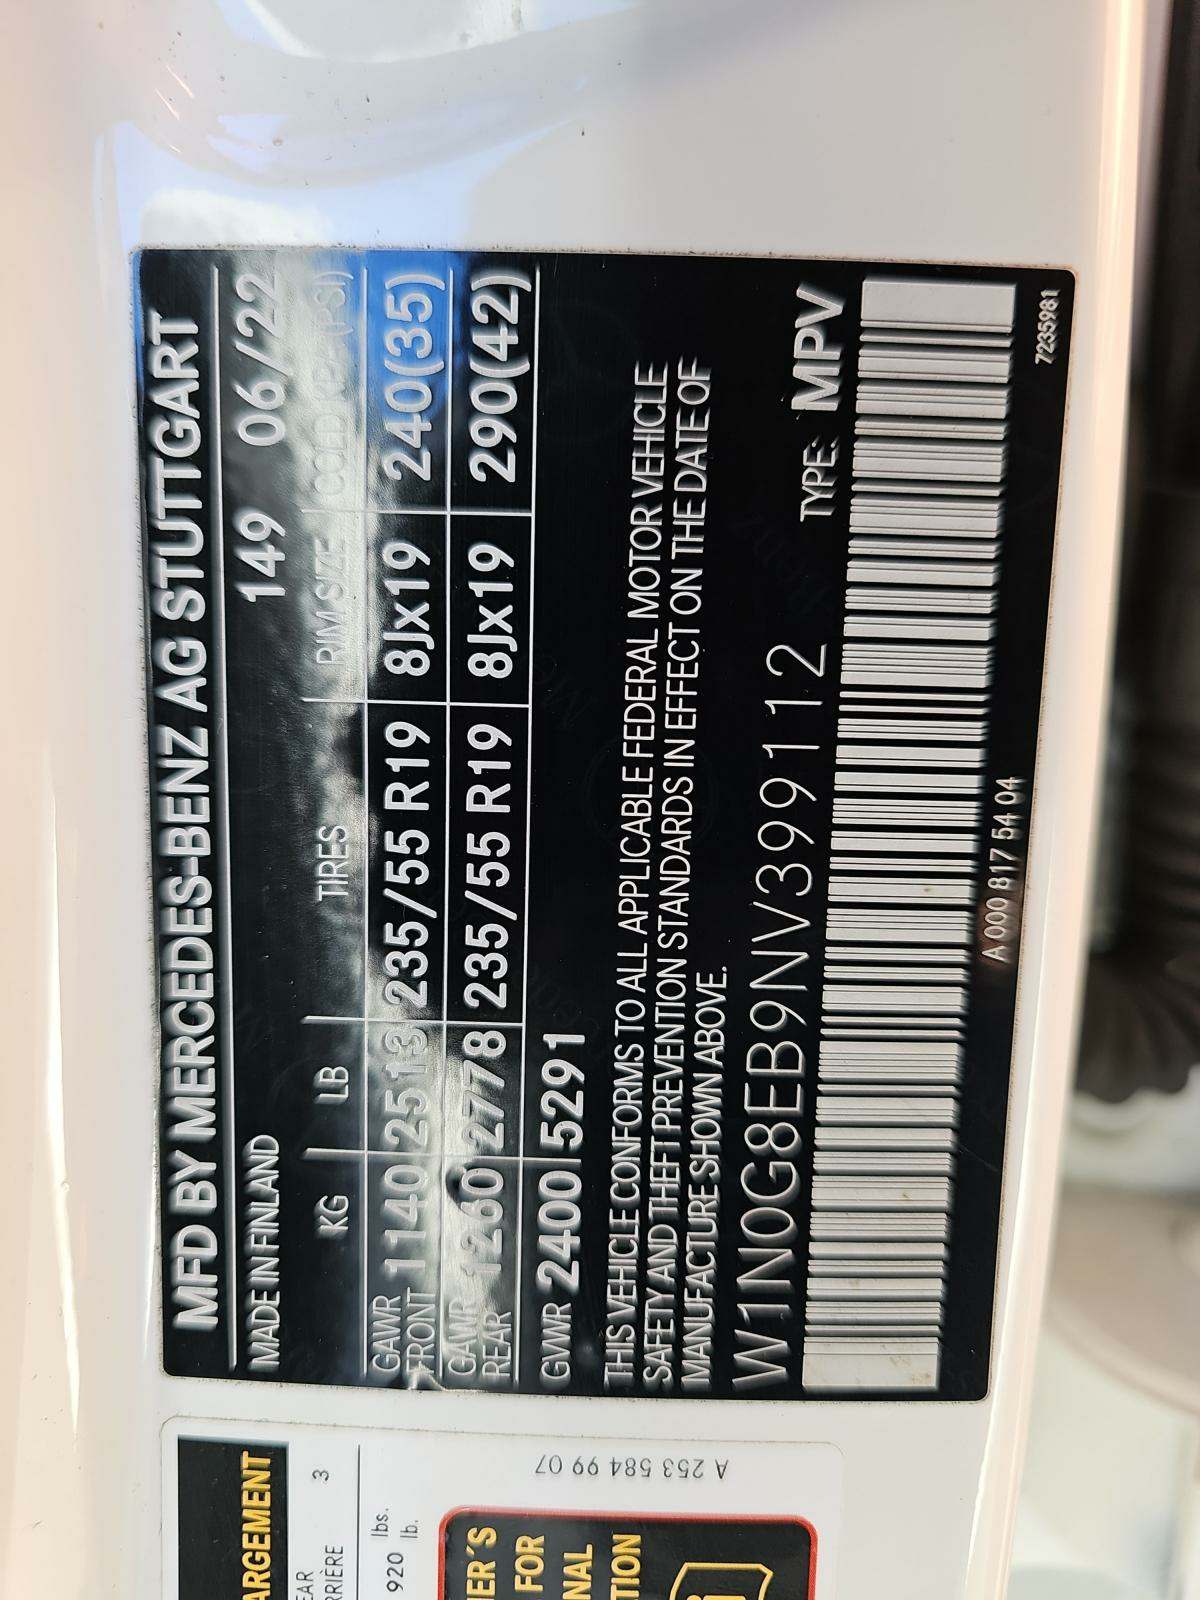 MFD BY MERCEDES-BENZ AG STUTTGART
MADE IN FINLAND 149 06/22
KG LB TIRES RIM SIZE CCED (PSI)
GAWR FRONT 1140 2513 235/55 R19 8Jx19 240(35)
GAWR REAR 1260 2778 235/55 R19 8Jx19 290(42)
GWR 2400 5291
THIS VEHICLE CONFORMS TO ALL APPLICABLE FEDERAL MOTOR VEHICLE
SAFETY AND THEFT PREVENTION STANDARDS IN EFFECT ON THE DATE OF
MANUFACTURE SHOWN ABOVE.
W1N0G8EB9NV399112 TYPE: MPV
A 000 817 54 04
7235981
ARGEMENT
EAR
RRIÈRE 3
920 lbs.
lb.
A 253 584 99 07
ER´S
FOR
NAL
TION